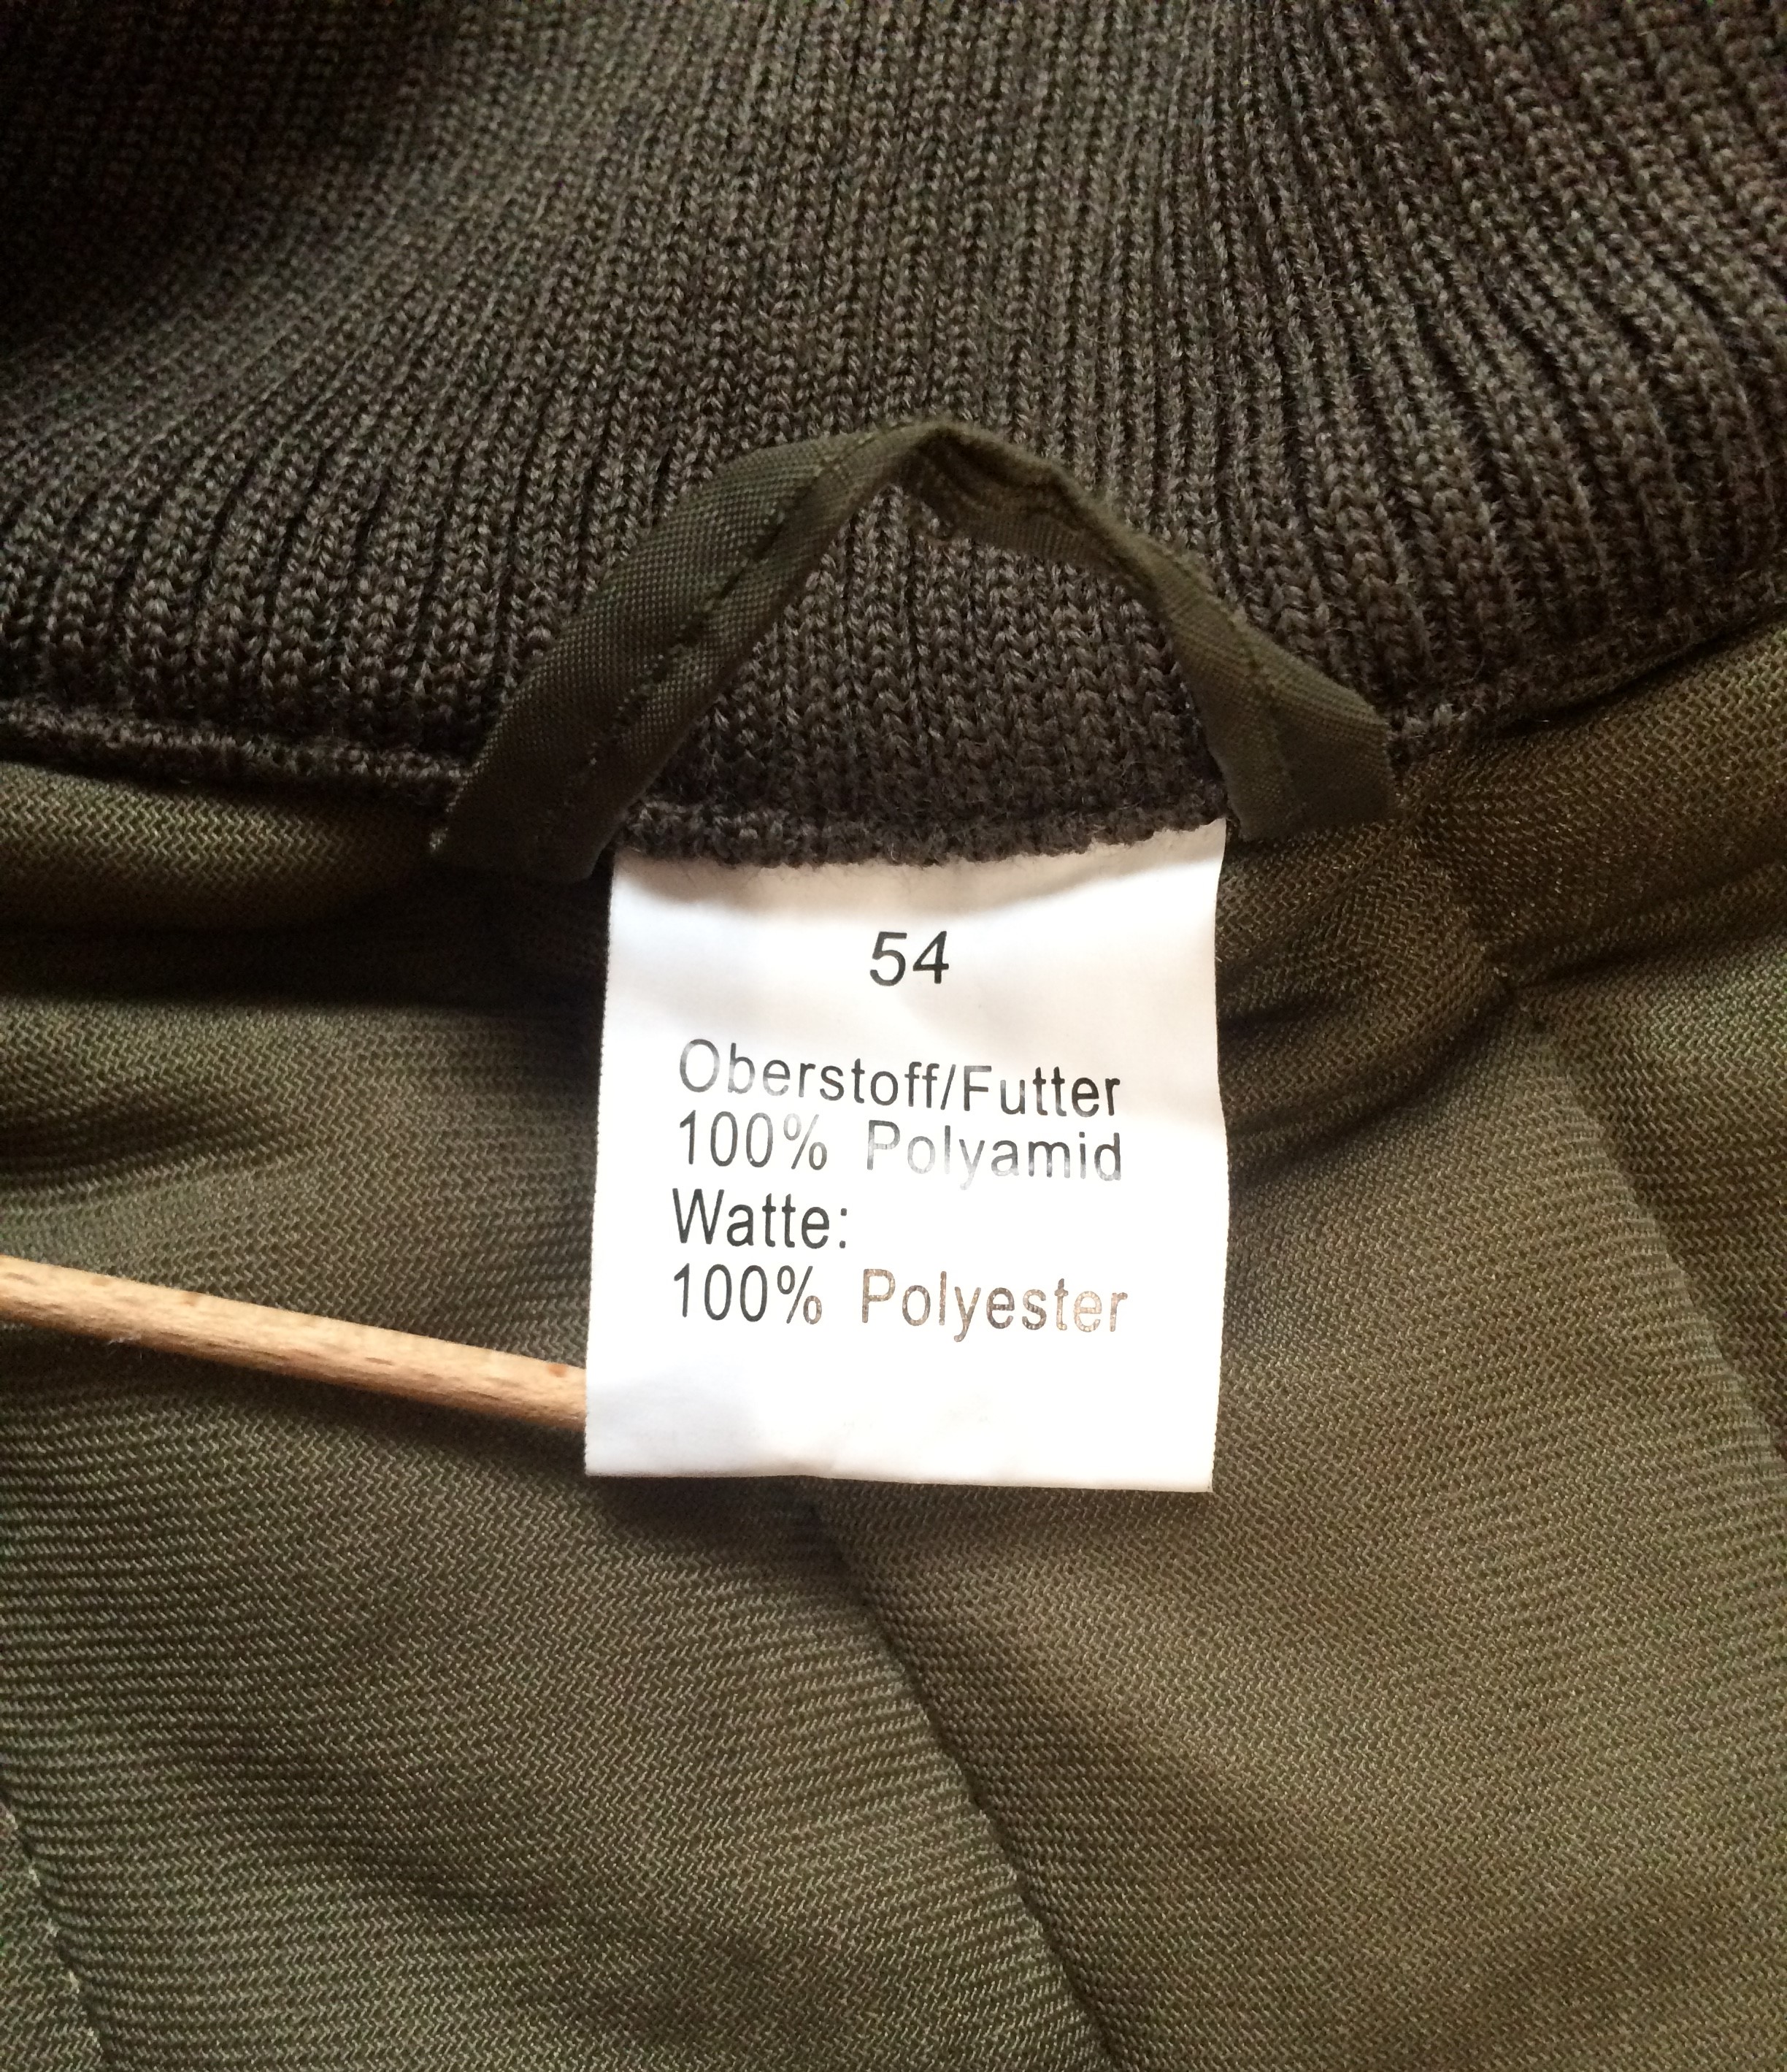 54
Oberstoff/Futter
100% Polyamid
Watte:
100% Polyester